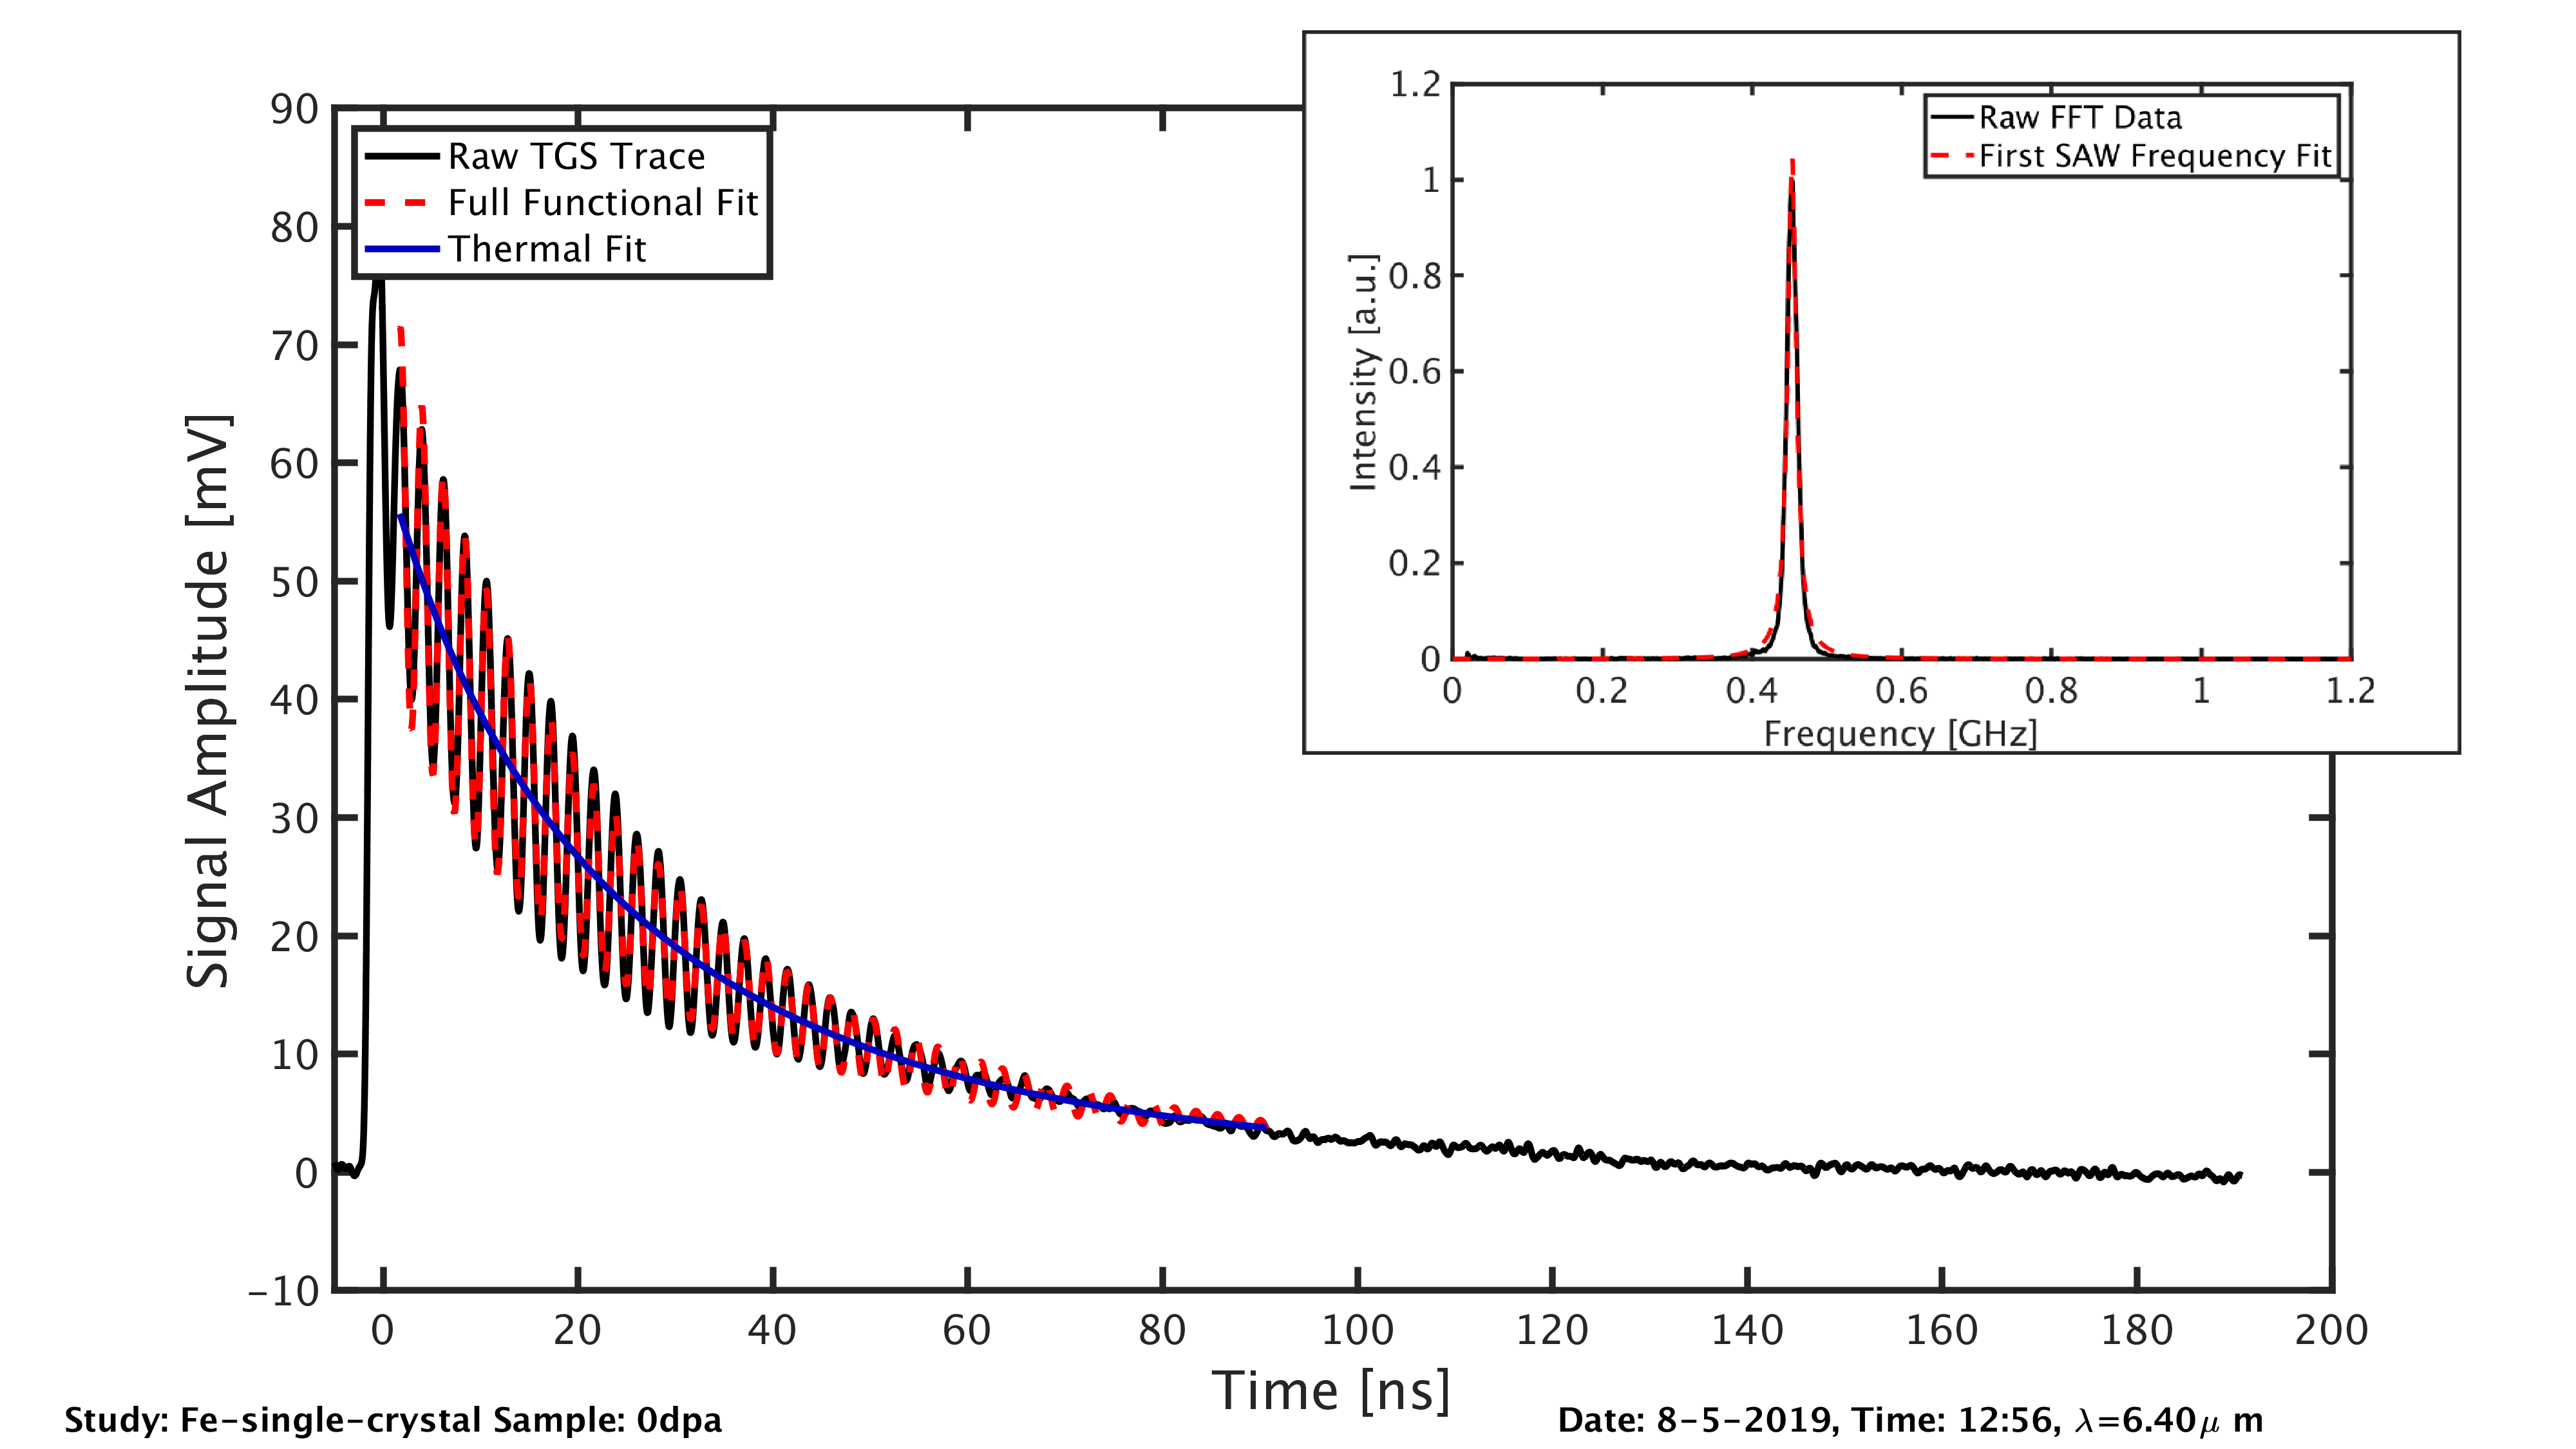 90
80
70
60
50
40
30
20
10
0
−10
Signal Amplitude [mV]
Raw TGS Trace
Full Functional Fit
Thermal Fit
0 20 40 60 80 100 120 140 160 180 200
Time [ns]
1.2
1
0.8
0.6
0.4
0.2
0
Intensity [a.u.]
Raw FFT Data
First SAW Frequency Fit
0 0.2 0.4 0.6 0.8 1 1.2
Frequency [GHz]
Study: Fe−single−crystal Sample: 0dpa
Date: 8−5−2019, Time: 12:56, λ=6.40μ m